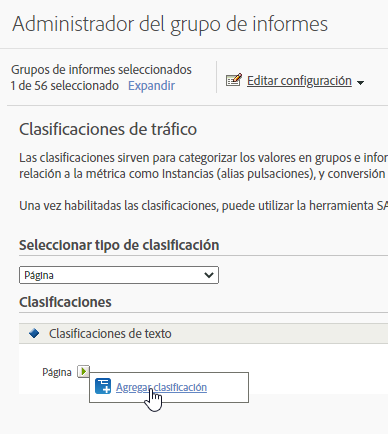 Administrador del grupo de informes
Grupos de informes seleccionados
1 de 56 seleccionado Expandir
Editar configuración
Clasificaciones de tráfico
Las clasificaciones sirven para categorizar los valores en grupos e infor
relación a la métrica como Instancias (alias pulsaciones), y conversión
Una vez habilitadas las clasificaciones, puede utilizar la herramienta SA
Seleccionar tipo de clasificación
Página
Clasificaciones
Clasificaciones de texto
Página
Agregar clasificación